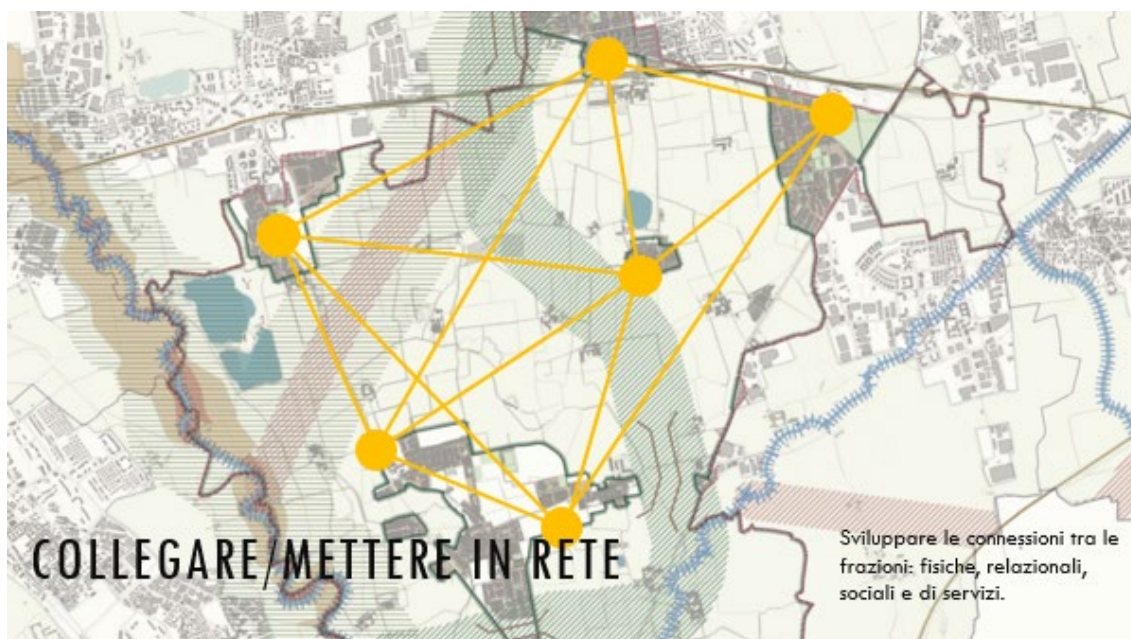 COLLEGARE/METTERE IN RETE
Sviluppare le connessioni tra le
frazioni: fisiche, relazionali,
sociali e di servizi.